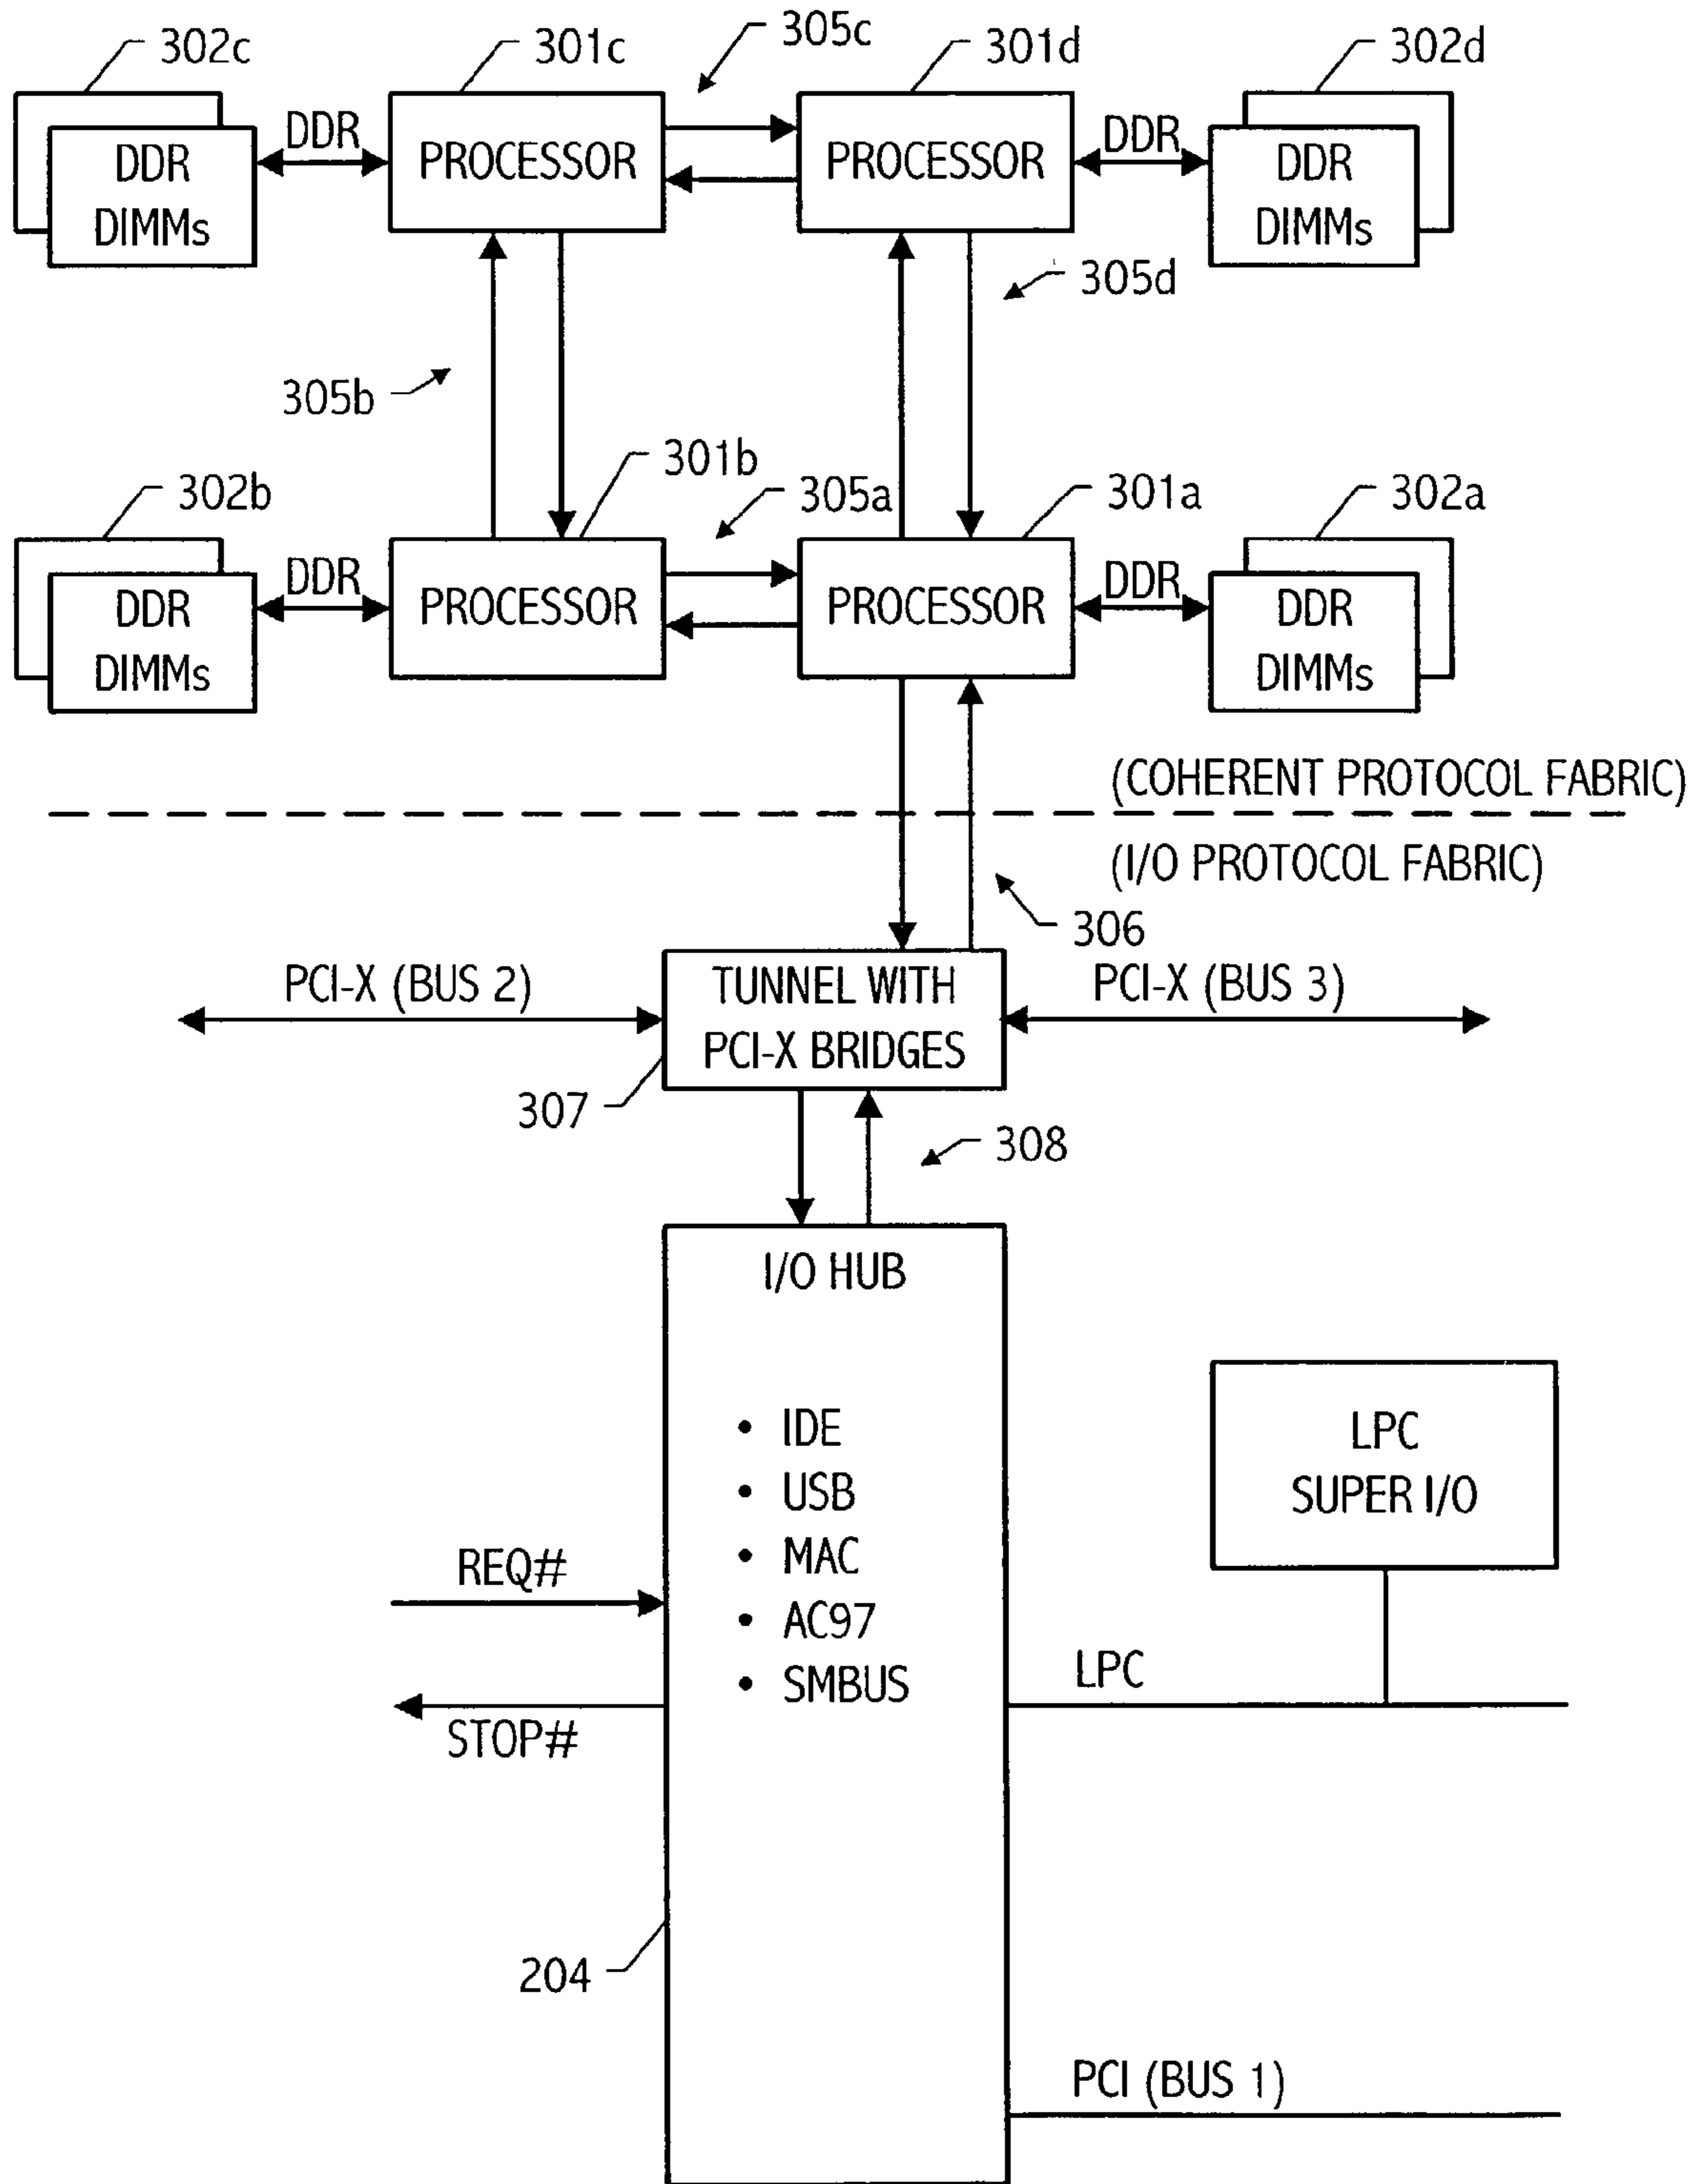 302c
301c
305c
301d
302d
DDR
DIMMs
DDR
PROCESSOR
PROCESSOR
DDR
DDR
DIMMs
305b
305d
302b
301b
305a
301a
302a
DDR
DIMMs
DDR
PROCESSOR
PROCESSOR
DDR
DDR
DIMMs
(COHERENT PROTOCOL FABRIC)
(I/O PROTOCOL FABRIC)
306
PCI-X (BUS 2)
TUNNEL WITH
PCI-X BRIDGES
PCI-X (BUS 3)
307
308
I/O HUB
• IDE
• USB
• MAC
• AC97
• SMBUS
LPC
SUPER I/O
REQ#
STOP#
LPC
204
PCI (BUS 1)